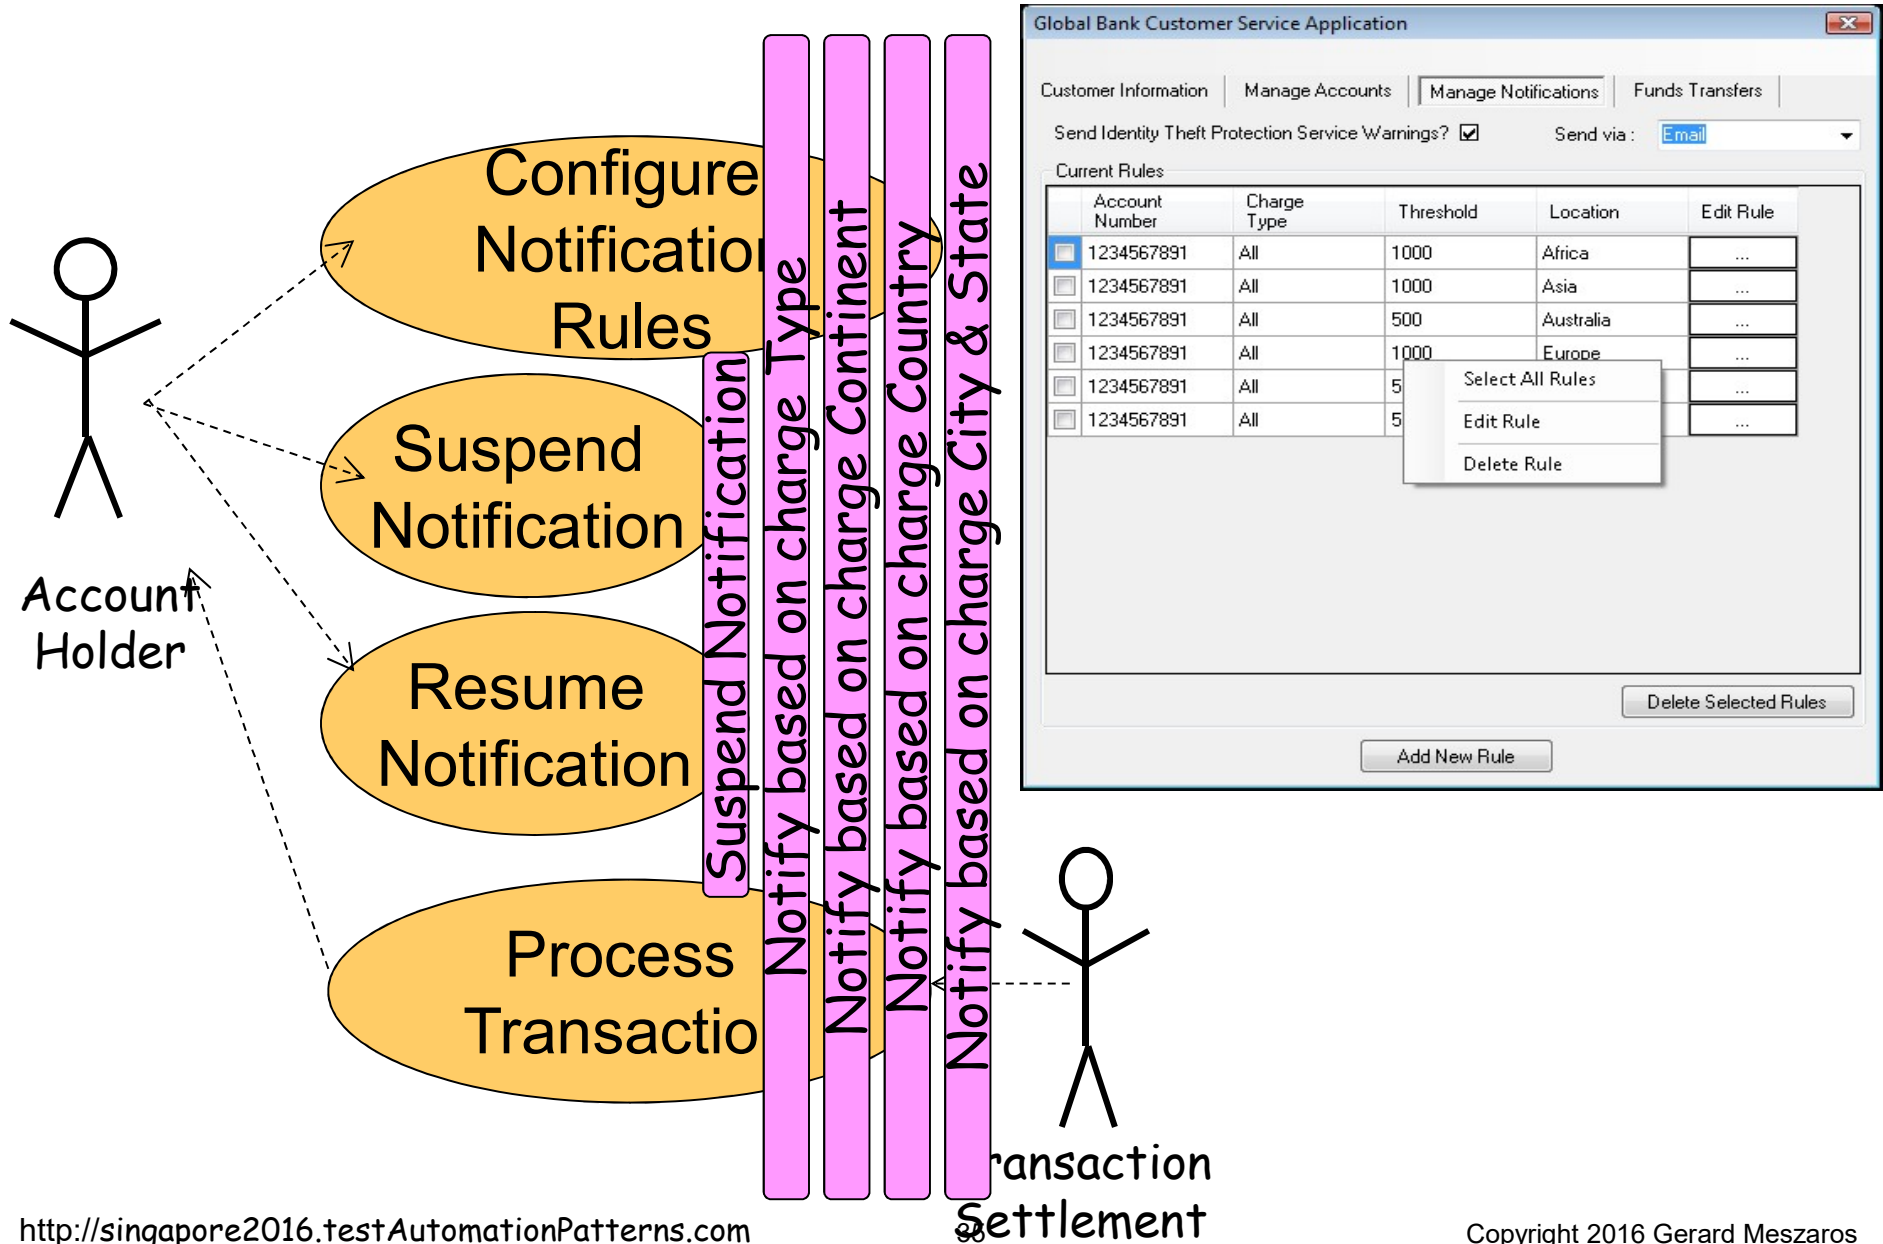 Configure
Notification
Rules
Suspend
Notification
Resume
Notification
Process
Transactio
Account
Holder
Suspend Notification
Notify based on charge Type
Notify based on charge Continent
Notify based on charge Country
Notify based on charge City & State
ransaction
Settlement
Global Bank Customer Service Application
Customer Information Manage Accounts Manage Notifications Funds Transfers
Send Identity Theft Protection Service Warnings? Send via : Email
Current Rules
Account Number Charge Type Threshold Location Edit Rule
1234567891 All 1000 Africa ...
1234567891 All 1000 Asia ...
1234567891 All 500 Australia ...
1234567891 All 1000 Europe ...
1234567891 All 5 ...
1234567891 All 5 ...
Select All Rules
Edit Rule
Delete Rule
Delete Selected Rules
Add New Rule
http://singapore2016.testAutomationPatterns.com
35
Copyright 2016 Gerard Meszaros